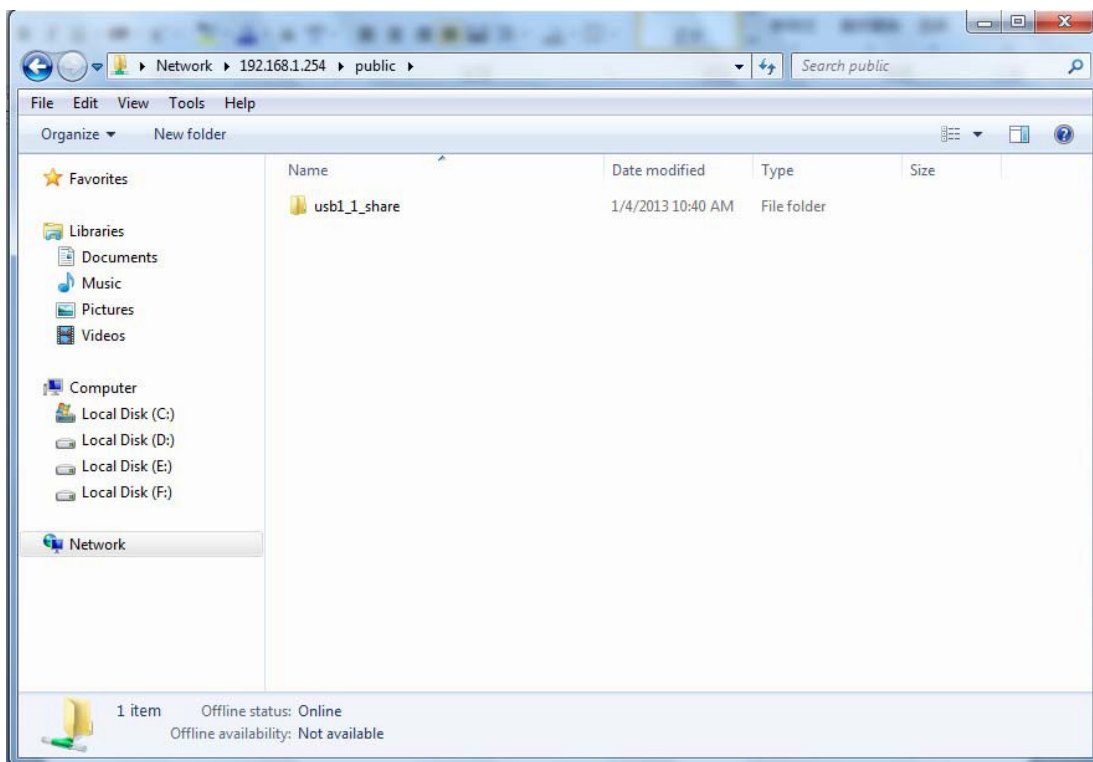 Network 192.168.1.254 public
Search public
File Edit View Tools Help
Organize New folder
Name Date modified Type Size
usb1_1_share 1/4/2013 10:40 AM File folder
Favorites
Libraries
Documents
Music
Pictures
Videos
Computer
Local Disk (C:)
Local Disk (D:)
Local Disk (E:)
Local Disk (F:)
Network
1 item Offline status: Online
Offline availability: Not available